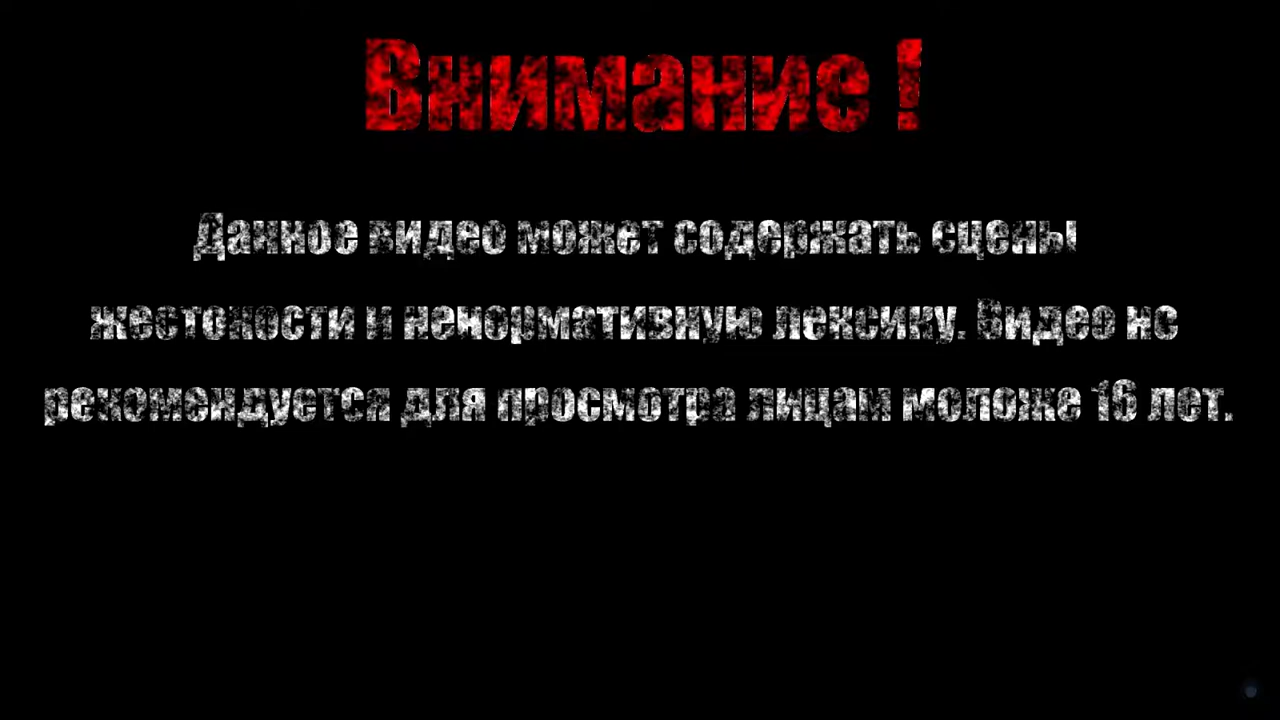 Внимание !
Данное видео может содержать сцены
жестокости и ненормативную лексику. Видео не
рекомендуется для просмотра лицам моложе 16 лет.